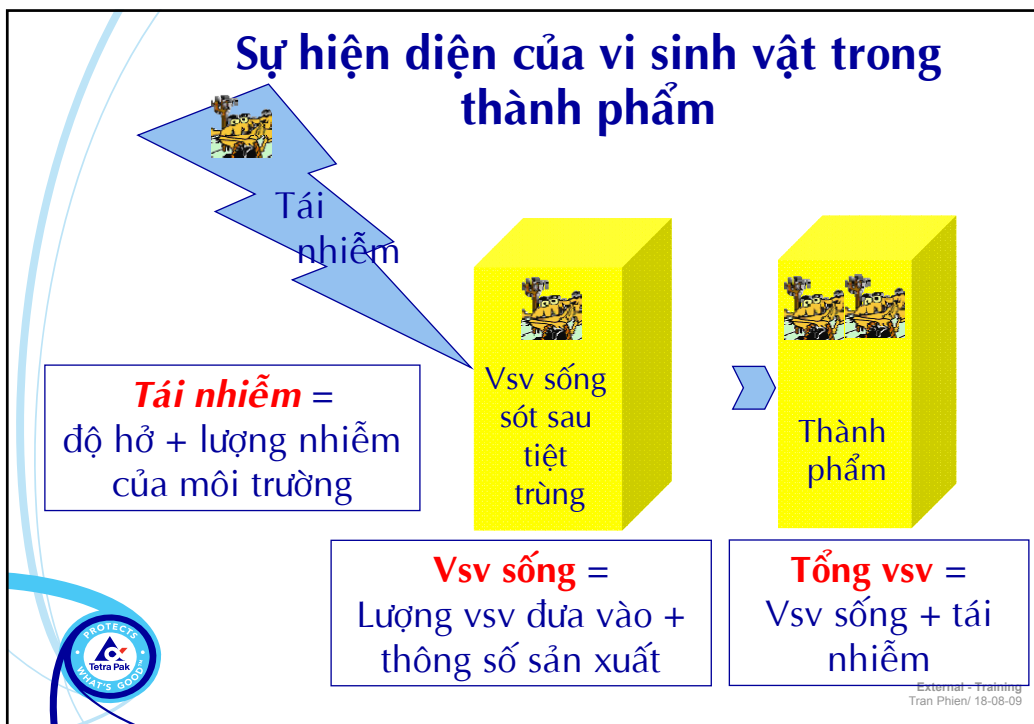 Sự hiện diện của vi sinh vật trong
thành phẩm
Tái
nhiễm
Tái nhiễm =
độ hở + lượng nhiễm
của môi trường
Vsv sống
sót sau
tiệt
trùng
Thành
phẩm
Vsv sống =
Lượng vsv đưa vào +
thông số sản xuất
Tổng vsv =
Vsv sống + tái
nhiễm
PROTECTS
Tetra Pak
WHAT'S GOOD™
External - Training
Tran Phien/ 18-08-09